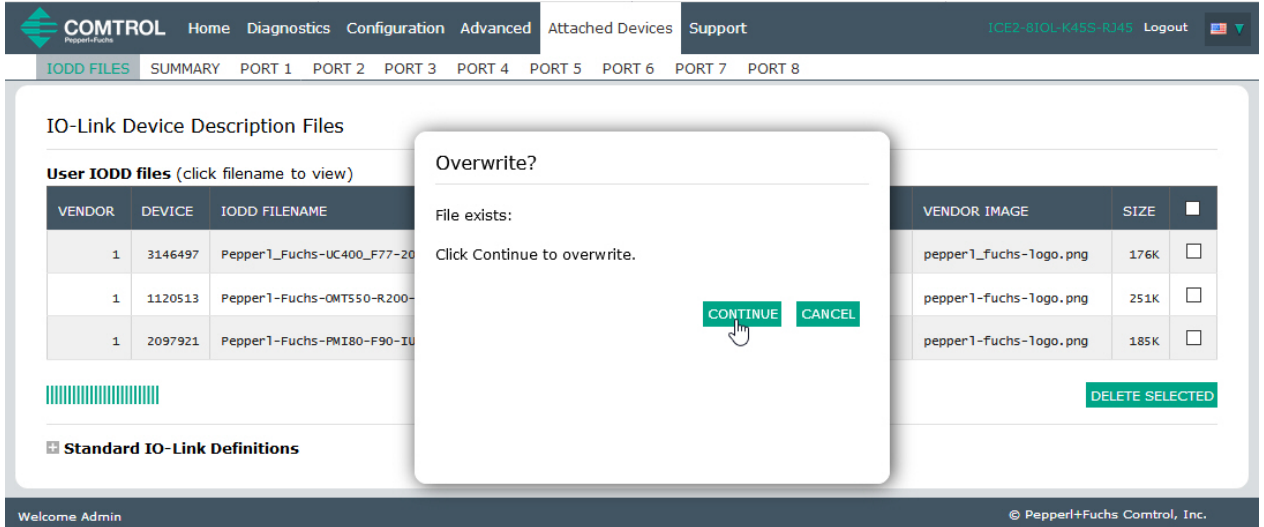 COMTROL
Pepperl+Fuchs
Home Diagnostics Configuration Advanced Attached Devices Support
ICE2-8IOL-K45S-RJ45 Logout
IODD FILES SUMMARY PORT 1 PORT 2 PORT 3 PORT 4 PORT 5 PORT 6 PORT 7 PORT 8
IO-Link Device Description Files
User IODD files (click filename to view)
VENDOR DEVICE IODD FILENAME VENDOR IMAGE SIZE
1 3146497 Pepperl_Fuchs-UC400_F77-20 pepperl_fuchs-logo.png 176K
1 1120513 Pepperl-Fuchs-OMT550-R200- pepperl-fuchs-logo.png 251K
1 2097921 Pepperl-Fuchs-PMI80-F90-IU pepperl-fuchs-logo.png 185K
DELETE SELECTED
Standard IO-Link Definitions
Overwrite?
File exists:
Click Continue to overwrite.
CONTINUE CANCEL
Welcome Admin
© Pepperl+Fuchs Comtrol, Inc.